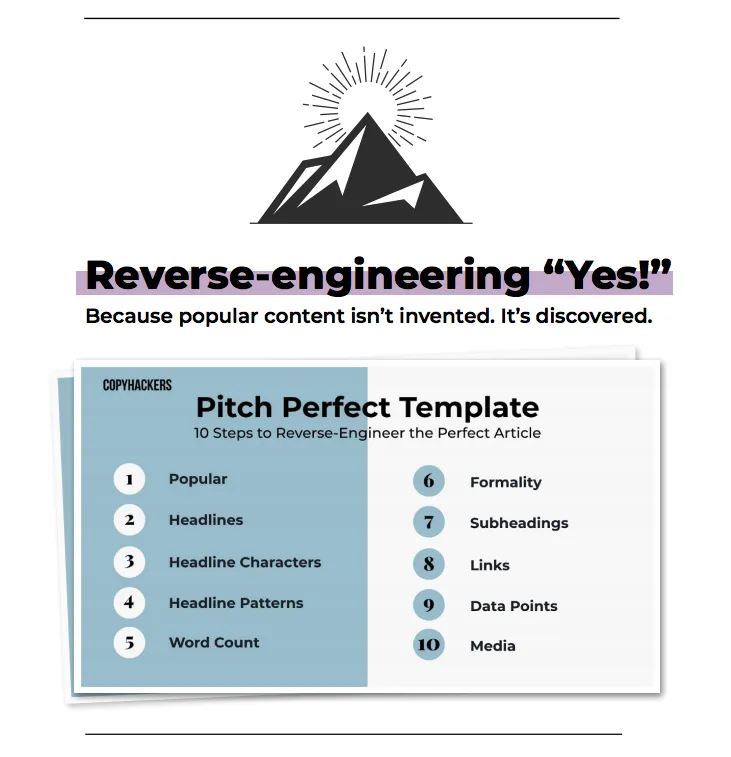 Reverse-engineering “Yes!”
Because popular content isn’t invented. It’s discovered.
COPYHACKERS
Pitch Perfect Template
10 Steps to Reverse-Engineer the Perfect Article
1 Popular
2 Headlines
3 Headline Characters
4 Headline Patterns
5 Word Count
6 Formality
7 Subheadings
8 Links
9 Data Points
10 Media